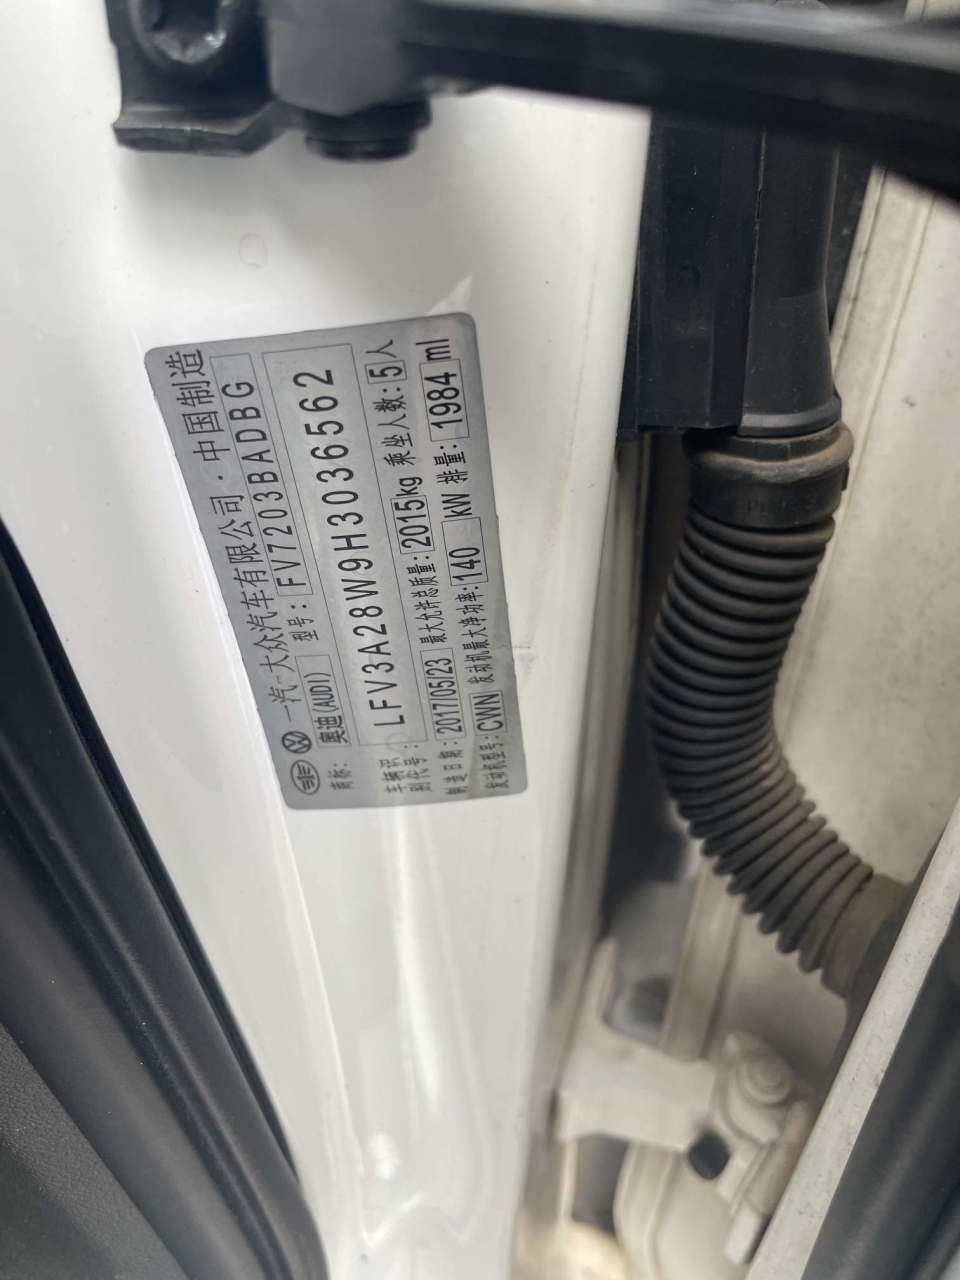 一汽-大众汽车有限公司·中国制造
商标: 奥迪(AUDI) 型号: FV7203BADBG
车辆识别代号: LFV3A28W9H3036562
制造日期: 2017/05/23 最大允许总质量: 2015kg 乘坐人数: 5人
发动机型号: CWN 发动机最大净功率: 140 kW 排量: 1984 ml